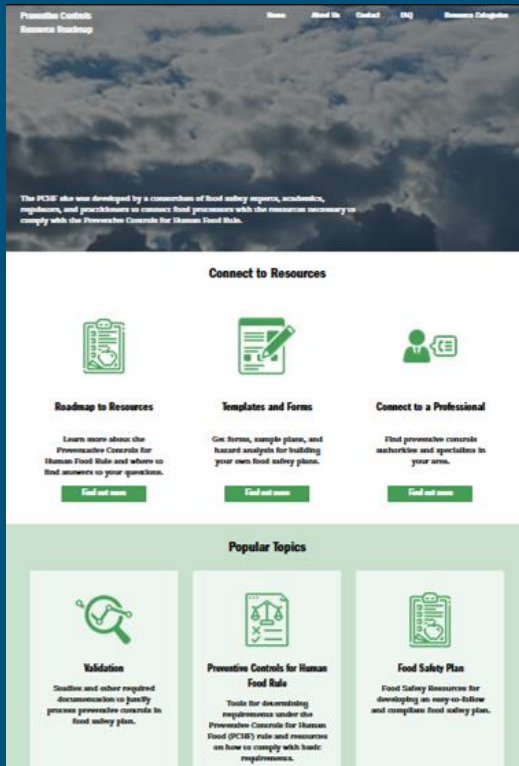 Preventive Controls
Resource Roadmap
Home About Us Contact FAQ Resource Categories
The PCHF site was developed by a consortium of food safety experts, academics,
regulators, and practitioners to connect food processors with the resources necessary to
comply with the Preventive Controls for Human Food Rule.
Connect to Resources
Roadmap to Resources
Learn more about the
Preventative Controls for
Human Food Rule and where to
find answers to your questions.
Find out more
Templates and Forms
Get forms, sample plans, and
hazard analysis for building
your own food safety plans.
Find out more
Connect to a Professional
Find preventive controls
authorities and specialists in
your area.
Find out more
Popular Topics
Validation
Studies and other required
documentation to justify
process preventive controls in
food safety plan.
Preventive Controls for Human
Food Rule
Tools for determining
requirements under the
Preventive Controls for Human
Food (PCHF) rule and resources
on how to comply with basic
requirements.
Food Safety Plan
Food Safety Resources for
developing an easy-to-follow
and compliant food safety plan.